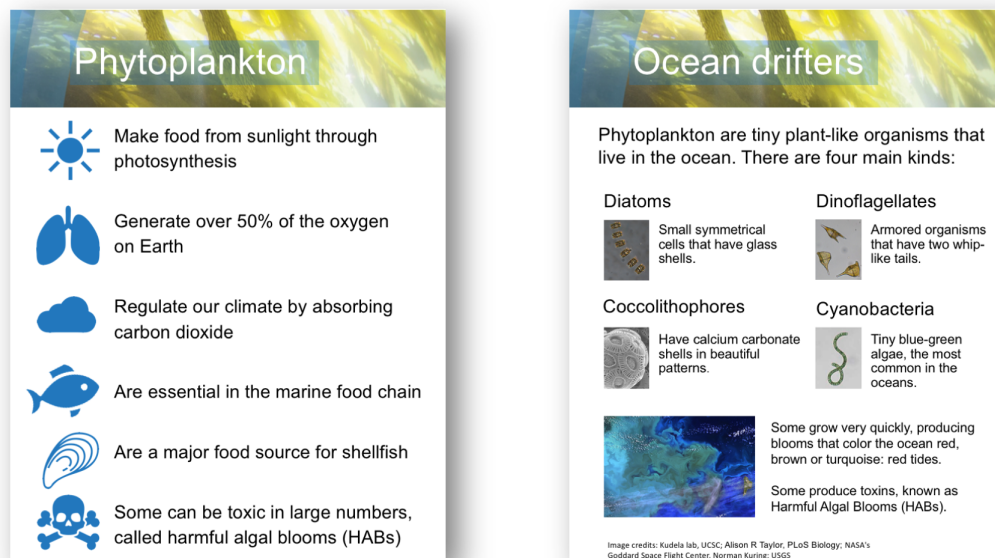 Phytoplankton
Make food from sunlight through
photosynthesis
Generate over 50% of the oxygen
on Earth
Regulate our climate by absorbing
carbon dioxide
Are essential in the marine food chain
Are a major food source for shellfish
Some can be toxic in large numbers,
called harmful algal blooms (HABs)
Ocean drifters
Phytoplankton are tiny plant-like organisms that
live in the ocean. There are four main kinds:
Diatoms
Small symmetrical
cells that have glass
shells.
Dinoflagellates
Armored organisms
that have two whip-
like tails.
Coccolithophores
Have calcium carbonate
shells in beautiful
patterns.
Cyanobacteria
Tiny blue-green
algae, the most
common in the
oceans.
Some grow very quickly, producing
blooms that color the ocean red,
brown or turquoise: red tides.
Some produce toxins, known as
Harmful Algal Blooms (HABs).
Image credits: Kudela lab, UCSC; Alison R Taylor, PLoS Biology; NASA's
Goddard Space Flight Center, Norman Kuring; USGS